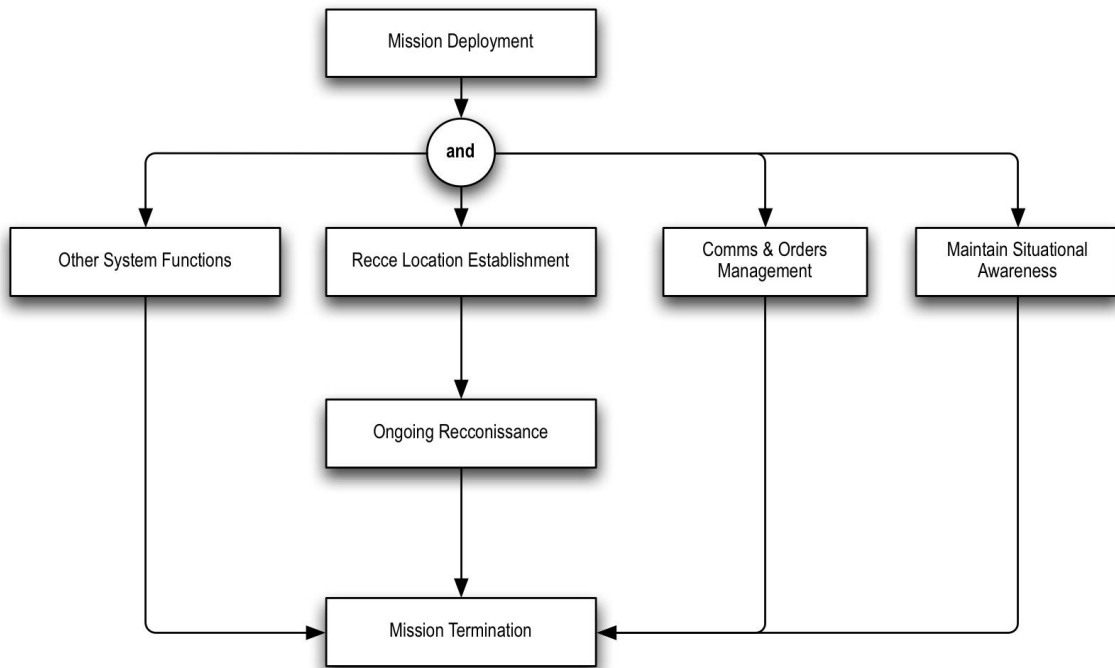 Mission Deployment
and
Other System Functions
Recce Location Establishment
Comms & Orders
Management
Maintain Situational
Awareness
Ongoing Recconissance
Mission Termination